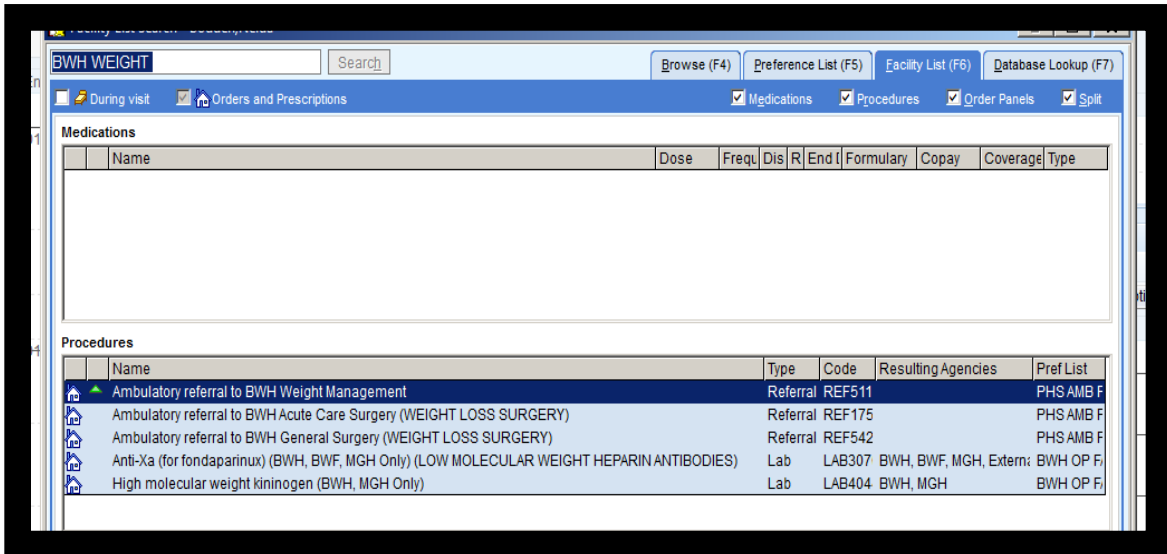 BWH WEIGHT Search Browse (F4) Preference List (F5) Facility List (F6) Database Lookup (F7)
During visit Orders and Prescriptions Medications Procedures Order Panels Split
Medications
Name Dose Frequ Dis R End Formulary Copay Coverage Type
Procedures
Name Type Code Resulting Agencies Pref List
Ambulatory referral to BWH Weight Management Referral REF511 PHS AMB F
Ambulatory referral to BWH Acute Care Surgery (WEIGHT LOSS SURGERY) Referral REF175 PHS AMB F
Ambulatory referral to BWH General Surgery (WEIGHT LOSS SURGERY) Referral REF542 PHS AMB F
Anti-Xa (for fondaparinux) (BWH, BWF, MGH Only) (LOW MOLECULAR WEIGHT HEPARIN ANTIBODIES) Lab LAB307 BWH, BWF, MGH, Externa BWH OP F
High molecular weight kininogen (BWH, MGH Only) Lab LAB404 BWH, MGH BWH OP F